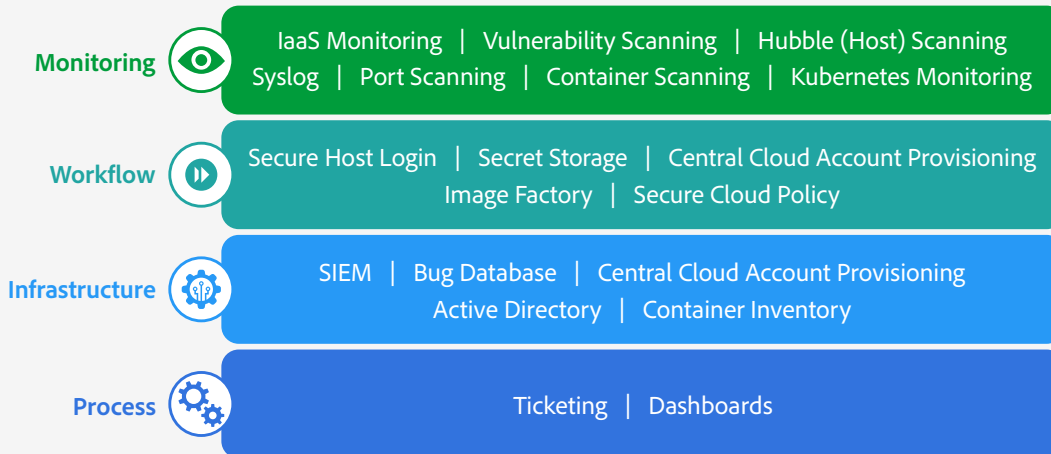 Monitoring
IaaS Monitoring | Vulnerability Scanning | Hubble (Host) Scanning
Syslog | Port Scanning | Container Scanning | Kubernetes Monitoring
Workflow
Secure Host Login | Secret Storage | Central Cloud Account Provisioning
Image Factory | Secure Cloud Policy
Infrastructure
SIEM | Bug Database | Central Cloud Account Provisioning
Active Directory | Container Inventory
Process
Ticketing | Dashboards